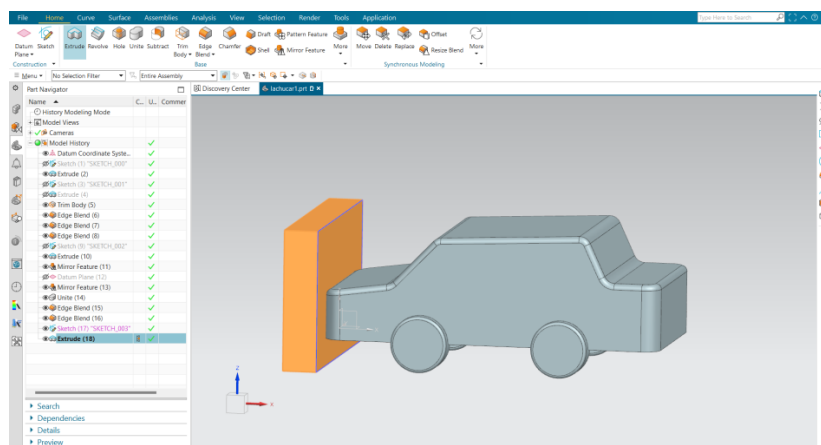 File Home Curve Surface Assemblies Analysis View Selection Render Tools Application Type Here to Search
Draft Pattern Feature Offset
Datum Plane Sketch Extrude Revolve Hole Unite Subtract Trim Body Edge Blend Chamfer Shell Mirror Feature More Move Delete Replace Resize Blend More
Construction Base Synchronous Modeling
Menu No Selection Filter Entire Assembly
Part Navigator Discovery Center lachucar1.prt
Name C... U... Commer
History Modeling Mode
Model Views
Cameras
Model History
Datum Coordinate Syste...
Sketch (1) "SKETCH_000"
Extrude (2)
Sketch (3) "SKETCH_001"
Extrude (4)
Trim Body (5)
Edge Blend (6)
Edge Blend (7)
Edge Blend (8)
Sketch (9) "SKETCH_002"
Extrude (10)
Mirror Feature (11)
Datum Plane (12)
Mirror Feature (13)
Unite (14)
Edge Blend (15)
Edge Blend (16)
Sketch (17) "SKETCH_003"
Extrude (18)
Z
X
Search
Dependencies
Details
Preview